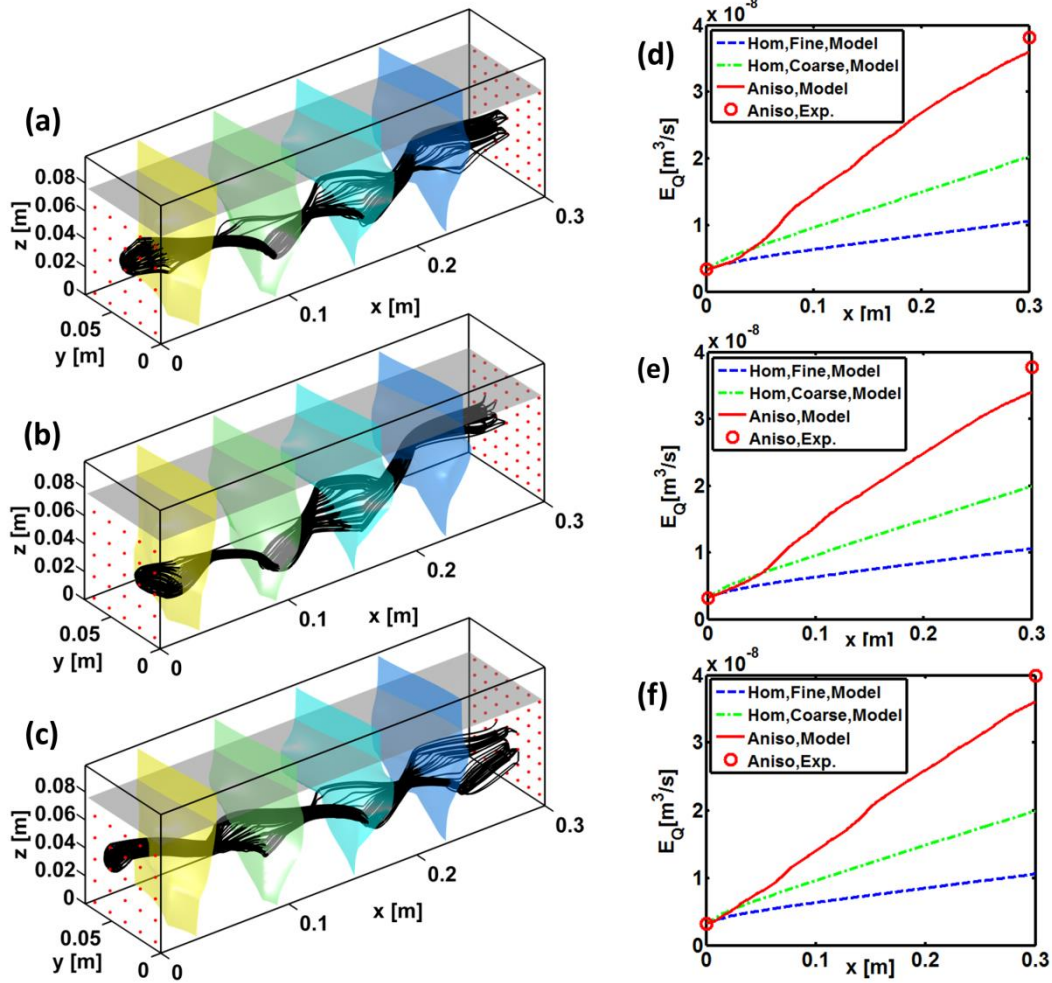 (a)
z [m]
0.08
0.06
0.04
0.02
0
0.05
y [m]
0
0
0.1
x [m]
0.2
0.3
(b)
z [m]
0.08
0.06
0.04
0.02
0
0.05
y [m]
0
0
0.1
x [m]
0.2
0.3
(c)
z [m]
0.08
0.06
0.04
0.02
0
0.05
y [m]
0
0
0.1
x [m]
0.2
0.3
(d)
x 10⁻⁸
4
3
2
1
0
E_Q[m³/s]
Hom,Fine,Model
Hom,Coarse,Model
Aniso,Model
Aniso,Exp.
0 0.1 0.2 0.3
x [m]
(e)
x 10⁻⁸
4
3
2
1
0
E_Q[m³/s]
Hom,Fine,Model
Hom,Coarse,Model
Aniso,Model
Aniso,Exp.
0 0.1 0.2 0.3
x [m]
(f)
x 10⁻⁸
4
3
2
1
0
E_Q[m³/s]
Hom,Fine,Model
Hom,Coarse,Model
Aniso,Model
Aniso,Exp.
0 0.1 0.2 0.3
x [m]